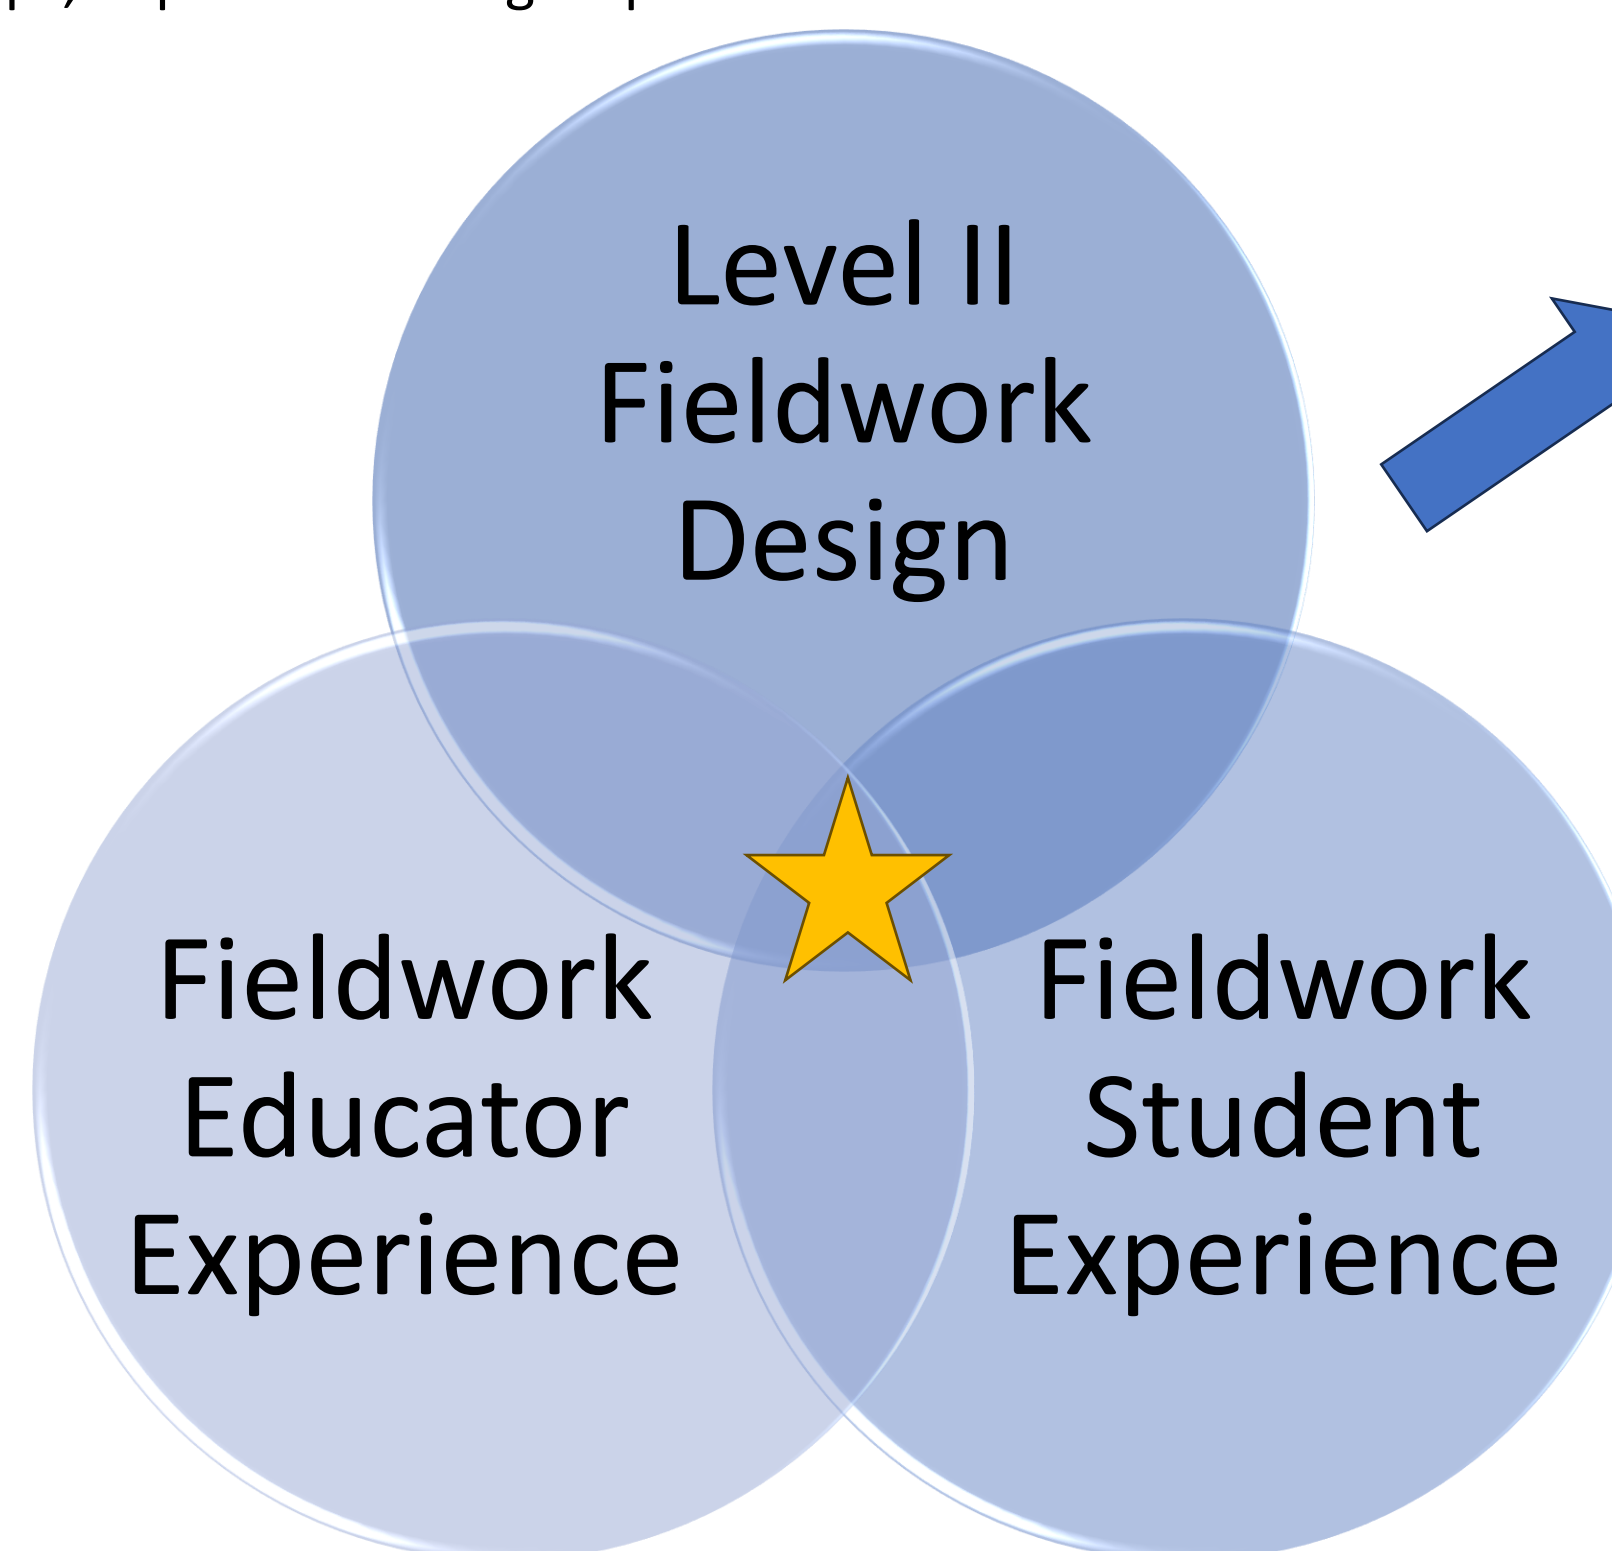 Level II
Fieldwork
Design
Fieldwork
Educator
Experience
Fieldwork
Student
Experience